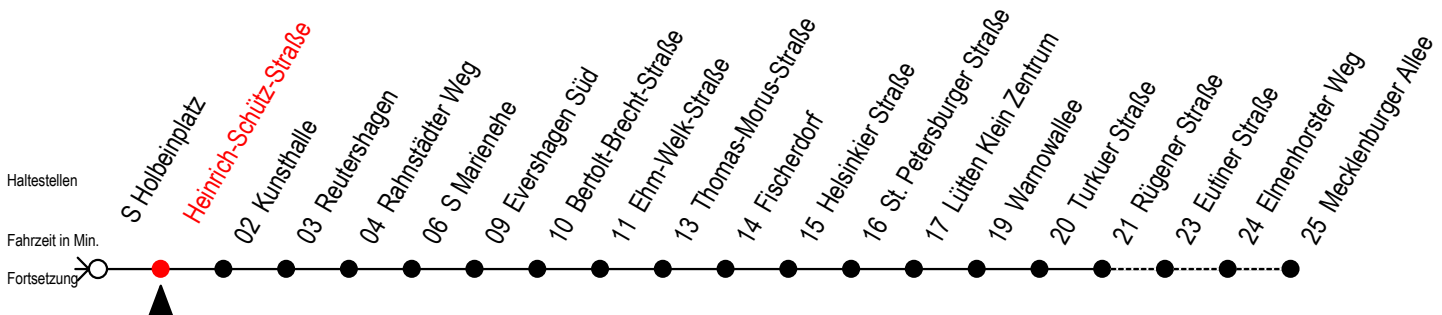 Haltestellen
Fahrzeit in Min.
Fortsetzung
S Holbeinplatz
Heinrich-Schütz-Straße
02 Kunsthalle
03 Reutershagen
04 Rahnstädter Weg
06 S Marienehe
09 Evershagen Süd
10 Bertolt-Brecht-Straße
11 Ehm-Welk-Straße
13 Thomas-Morus-Straße
14 Fischerdorf
15 Helsinkier Straße
16 St. Petersburger Straße
17 Lütten Klein Zentrum
19 Warnowallee
20 Turkuer Straße
21 Rügener Straße
23 Eutiner Straße
24 Elmenhorster Weg
25 Mecklenburger Allee